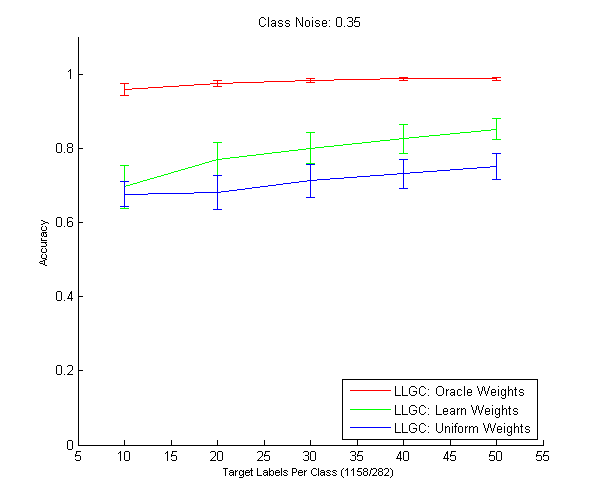 Class Noise: 0.35
1
0.8
0.6
0.4
0.2
0
Accuracy
LLGC: Oracle Weights
LLGC: Learn Weights
LLGC: Uniform Weights
5 10 15 20 25 30 35 40 45 50 55
Target Labels Per Class (1158/282)